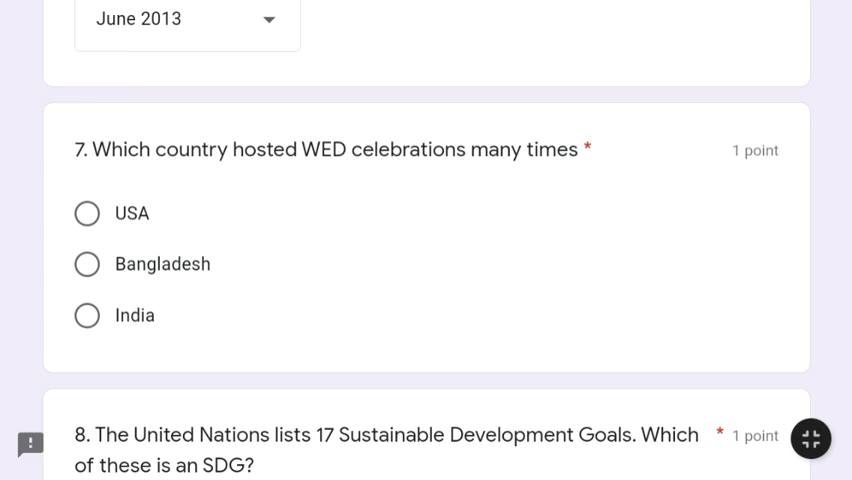 June 2013
7. Which country hosted WED celebrations many times *
1 point
USA
Bangladesh
India
8. The United Nations lists 17 Sustainable Development Goals. Which * 1 point
of these is an SDG?